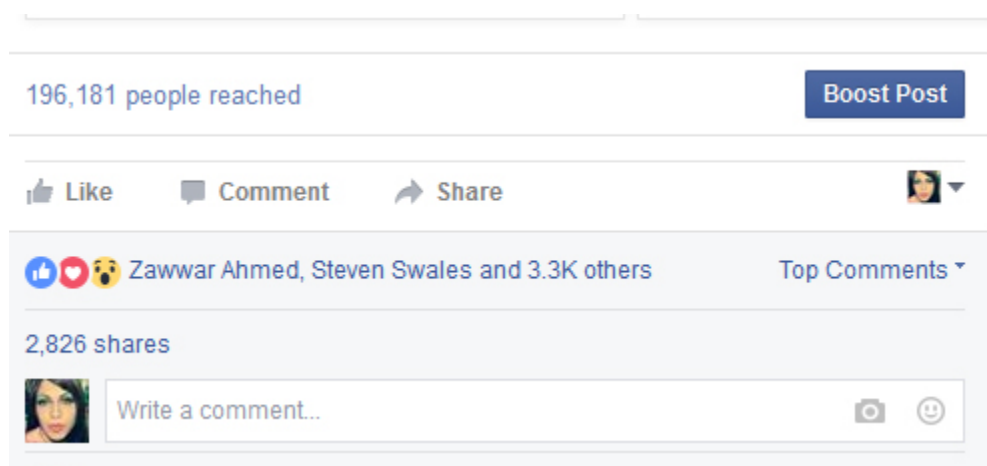 196,181 people reached
Boost Post
Like Comment Share
Zawwar Ahmed, Steven Swales and 3.3K others
Top Comments
2,826 shares
Write a comment...